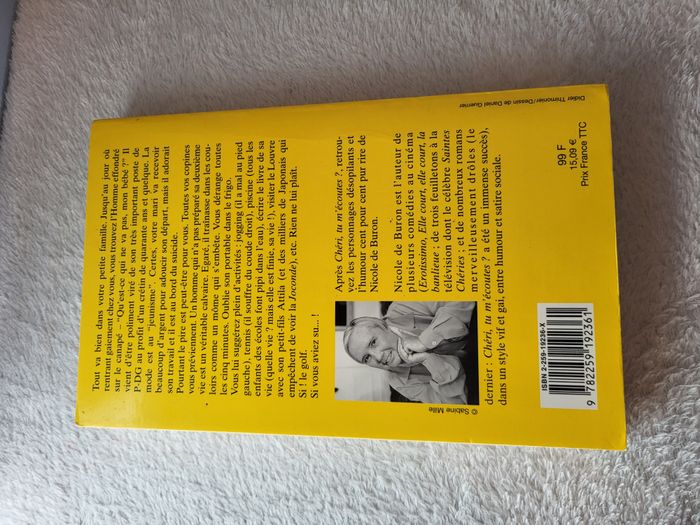 Tout va bien dans votre petite famille. Jusqu'au jour où
rentrant gaiement chez vous, vous trouvez l'Homme effondré
sur le canapé – "Qu'est-ce qui ne va pas, mon bébé ?" Il
vient d'être poliment viré de son très important poste de
P-DG au profit d'un crétin de quarante ans et quelque. La
mode est au "jeunisme". Certes, votre mari va recevoir
beaucoup d'argent pour adoucir son départ, mais il adorait
son travail et il est au bord du suicide.
Pourtant le pire est peut-être pour vous. Toutes vos copines
vous préviennent. Un homme qui n'a pas préparé sa deuxième
vie est un véritable calvaire. Egaré, il traînasse dans les cou-
loirs comme un môme qui s'embête. Vous dérange toutes
les cinq minutes. Oublie son portable dans le frigo.
Vous lui suggérez plein d'activités : jogging (il a mal au pied
gauche), tennis (il souffre du coude droit), piscine (tous les
enfants des écoles font pipi dans l'eau), écrire le livre de sa
vie (quelle vie ? mais elle est finie, sa vie !), visiter le Louvre
avec son petit-fils Attila (et des milliers de Japonais qui
empêchent de voir la Joconde), etc. Rien ne lui plaît.
Si ! le golf.
Si vous aviez su... !
Après Chéri, tu m'écoutes ?, retrou-
vez les personnages désopilants et
l'humour cent pour cent pur rire de
Nicole de Buron.
Nicole de Buron est l'auteur de
plusieurs comédies au cinéma
(Erotissimo, Elle court, elle court, la
banlieue ; de trois feuilletons à la
télévision dont le célèbre Saintes
Chéries ; et de nombreux romans
merveilleusement drôles (le
dernier : Chéri, tu m'écoutes ? a été un immense succès),
dans un style vif et gai, entre humour et satire sociale.
© Sabine Mille
ISBN 2-259-19236-X
9 782259 192361
99 F
15,09 €
Prix France TTC
Didier Thimonier/Dessin de Daniel Guerrier